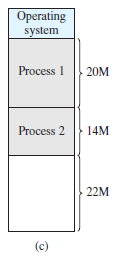 Operating
system
Process 1
20M
Process 2
14M
22M
(c)